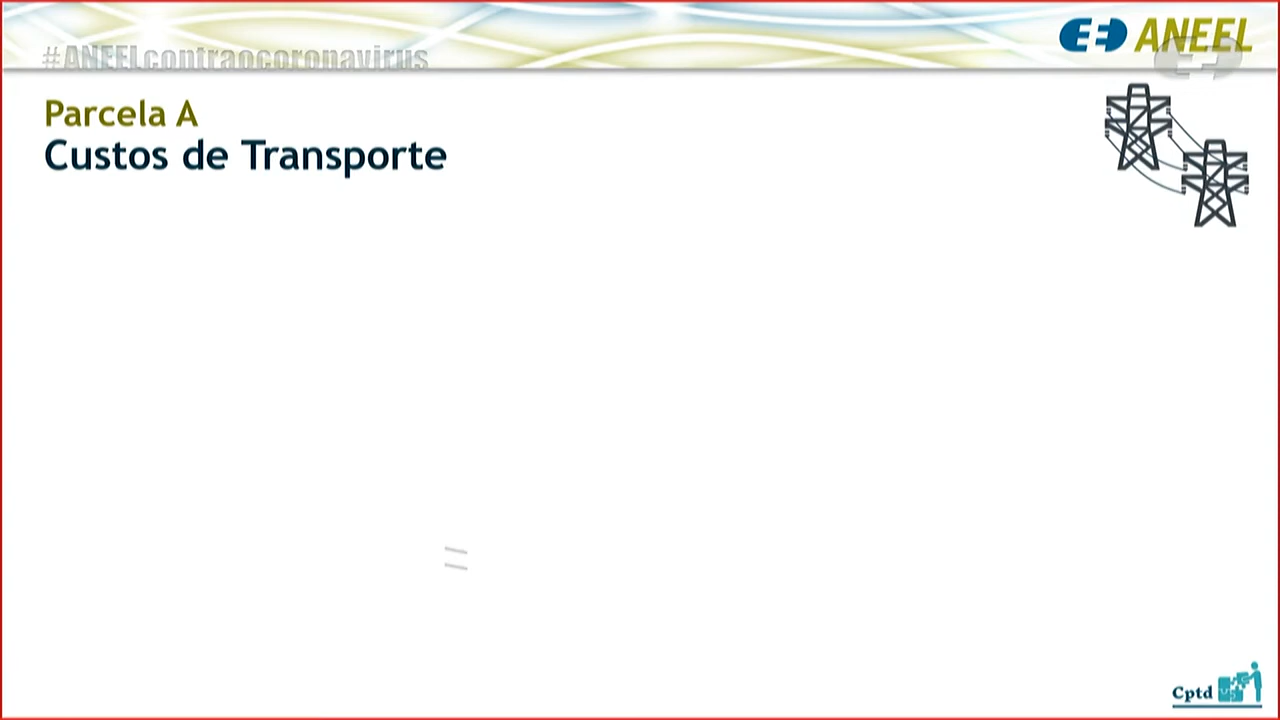 #ANEELcontraocoronavirus
ANEEL
Parcela A
Custos de Transporte
=
Cptd